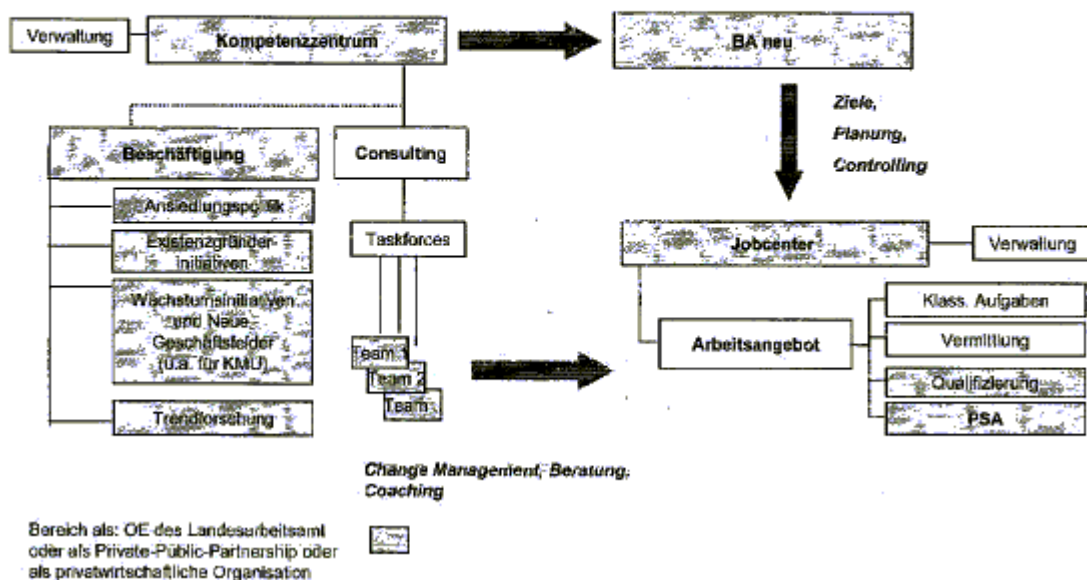 Verwaltung
Kompetenzzentrum
BA neu
Ziele,
Planung,
Controlling
Beschäftigung
Consulting
Ansiedlungspolitik
Existenzgründer-
initiativen
Wachstumsinitiativen
und Neue
Geschäftsfelder
(u.a. für KMU)
Trendforschung
Taskforces
Team 1
Team 2
Team
Jobcenter
Verwaltung
Arbeitsangebot
Klass. Aufgaben
Vermittlung
Qualifizierung
PSA
Change Management, Beratung,
Coaching
Bereich als: OE des Landesarbeitsamt
oder als Private-Public-Partnership oder
als privatwirtschaftliche Organisation